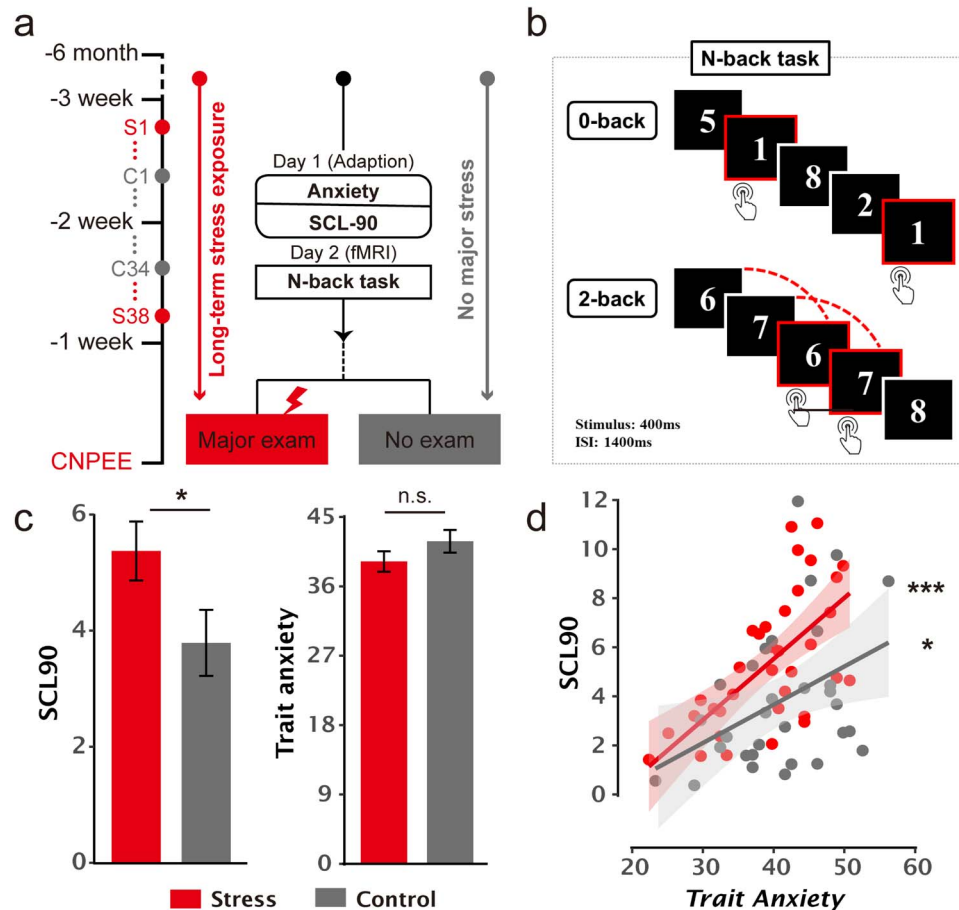 a
-6 month
-3 week
S1
C1
-2 week
C34
S38
-1 week
CNPEE
Long-term stress exposure
Day 1 (Adaption)
Anxiety
SCL-90
Day 2 (fMRI)
N-back task
No major stress
Major exam
No exam
b
N-back task
0-back
5
1
8
2
1
2-back
6
7
6
7
8
Stimulus: 400ms
ISI: 1400ms
c
SCL90
6
4
2
0
*
Trait anxiety
45
36
27
18
9
0
n.s.
Stress
Control
d
SCL90
12
10
8
6
4
2
0
***
*
20
30
40
50
60
Trait Anxiety